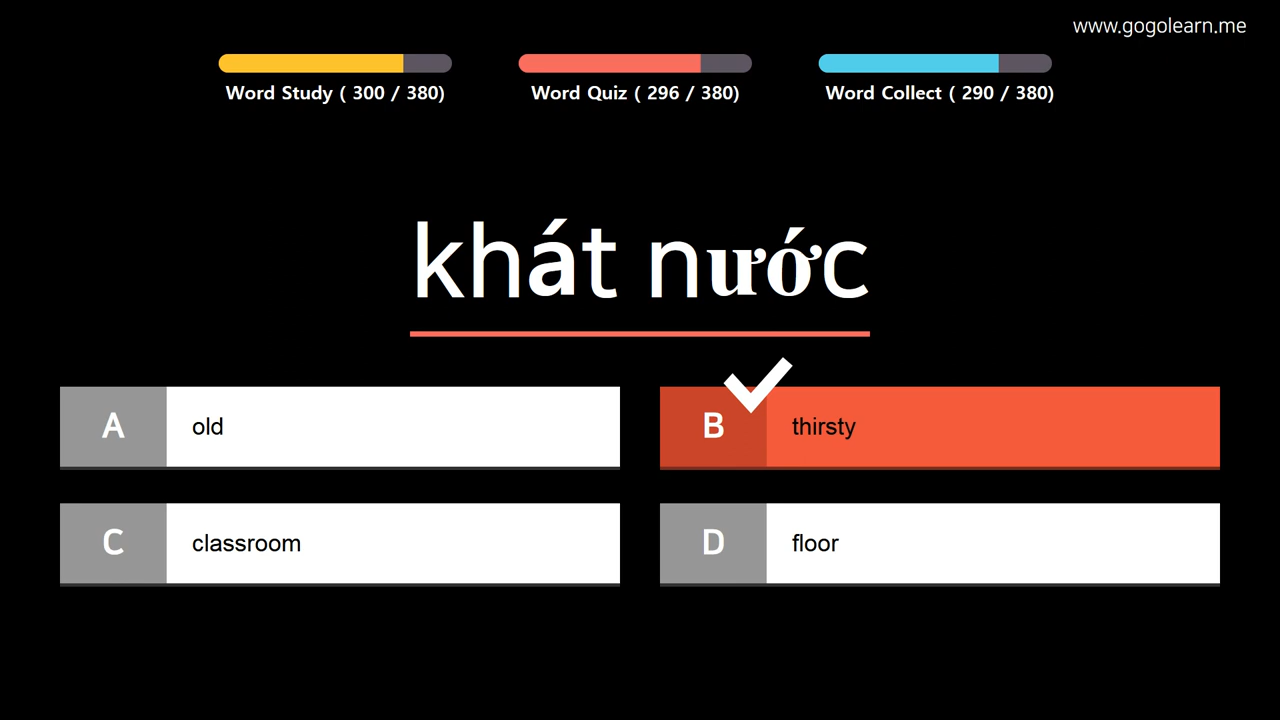 www.gogolearn.me
Word Study ( 300 / 380)
Word Quiz ( 296 / 380)
Word Collect ( 290 / 380)
khát nước
A old
B thirsty
C classroom
D floor